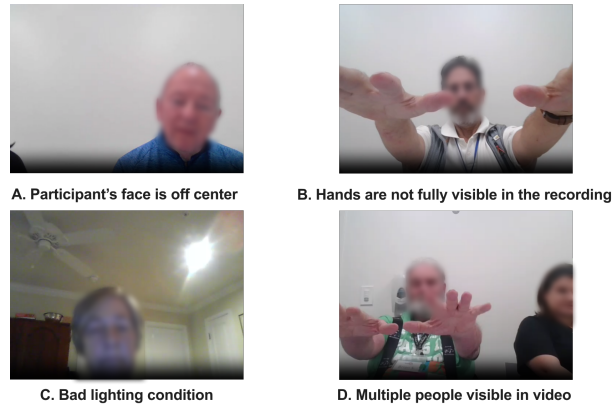 A. Participant's face is off center
B. Hands are not fully visible in the recording
C. Bad lighting condition
D. Multiple people visible in video